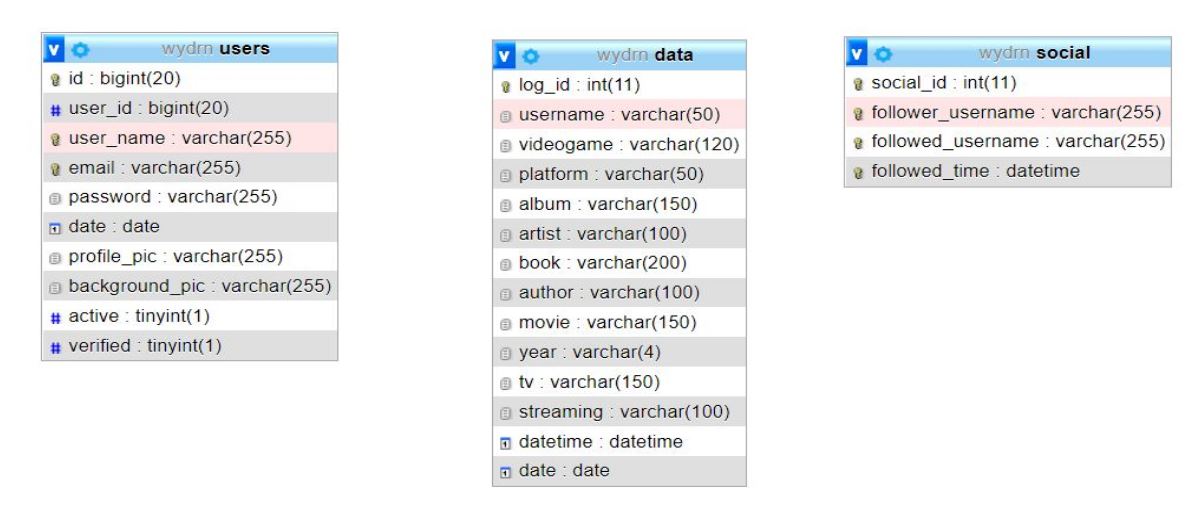 v wydrn users
id : bigint(20)
# user_id : bigint(20)
user_name : varchar(255)
email : varchar(255)
password : varchar(255)
date : date
profile_pic : varchar(255)
background_pic : varchar(255)
# active : tinyint(1)
# verified : tinyint(1)
v wydrn data
log_id : int(11)
username : varchar(50)
videogame : varchar(120)
platform : varchar(50)
album : varchar(150)
artist : varchar(100)
book : varchar(200)
author : varchar(100)
movie : varchar(150)
year : varchar(4)
tv : varchar(150)
streaming : varchar(100)
datetime : datetime
date : date
v wydrn social
social_id : int(11)
follower_username : varchar(255)
followed_username : varchar(255)
followed_time : datetime